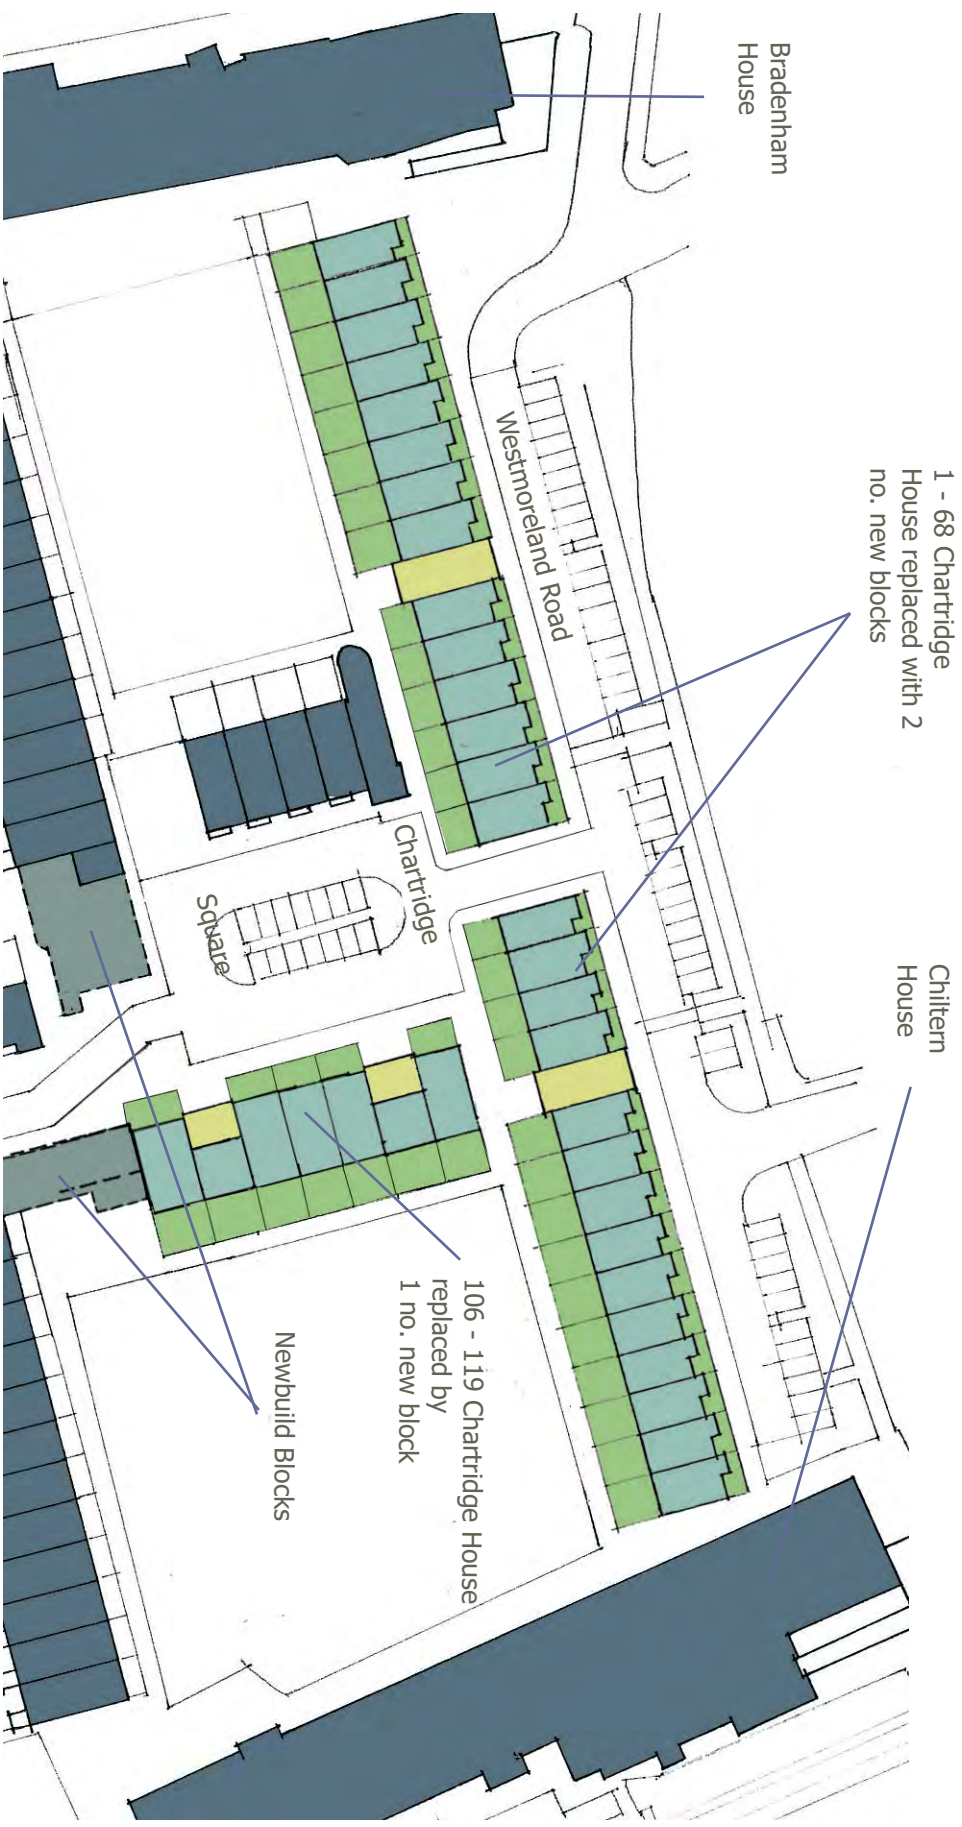 Bradenham
House
1 - 68 Chartridge
House replaced with 2
no. new blocks
Chiltern
House
Westmoreland Road
Chartridge
Square
106 - 119 Chartridge House
replaced by
1 no. new block
Newbuild Blocks